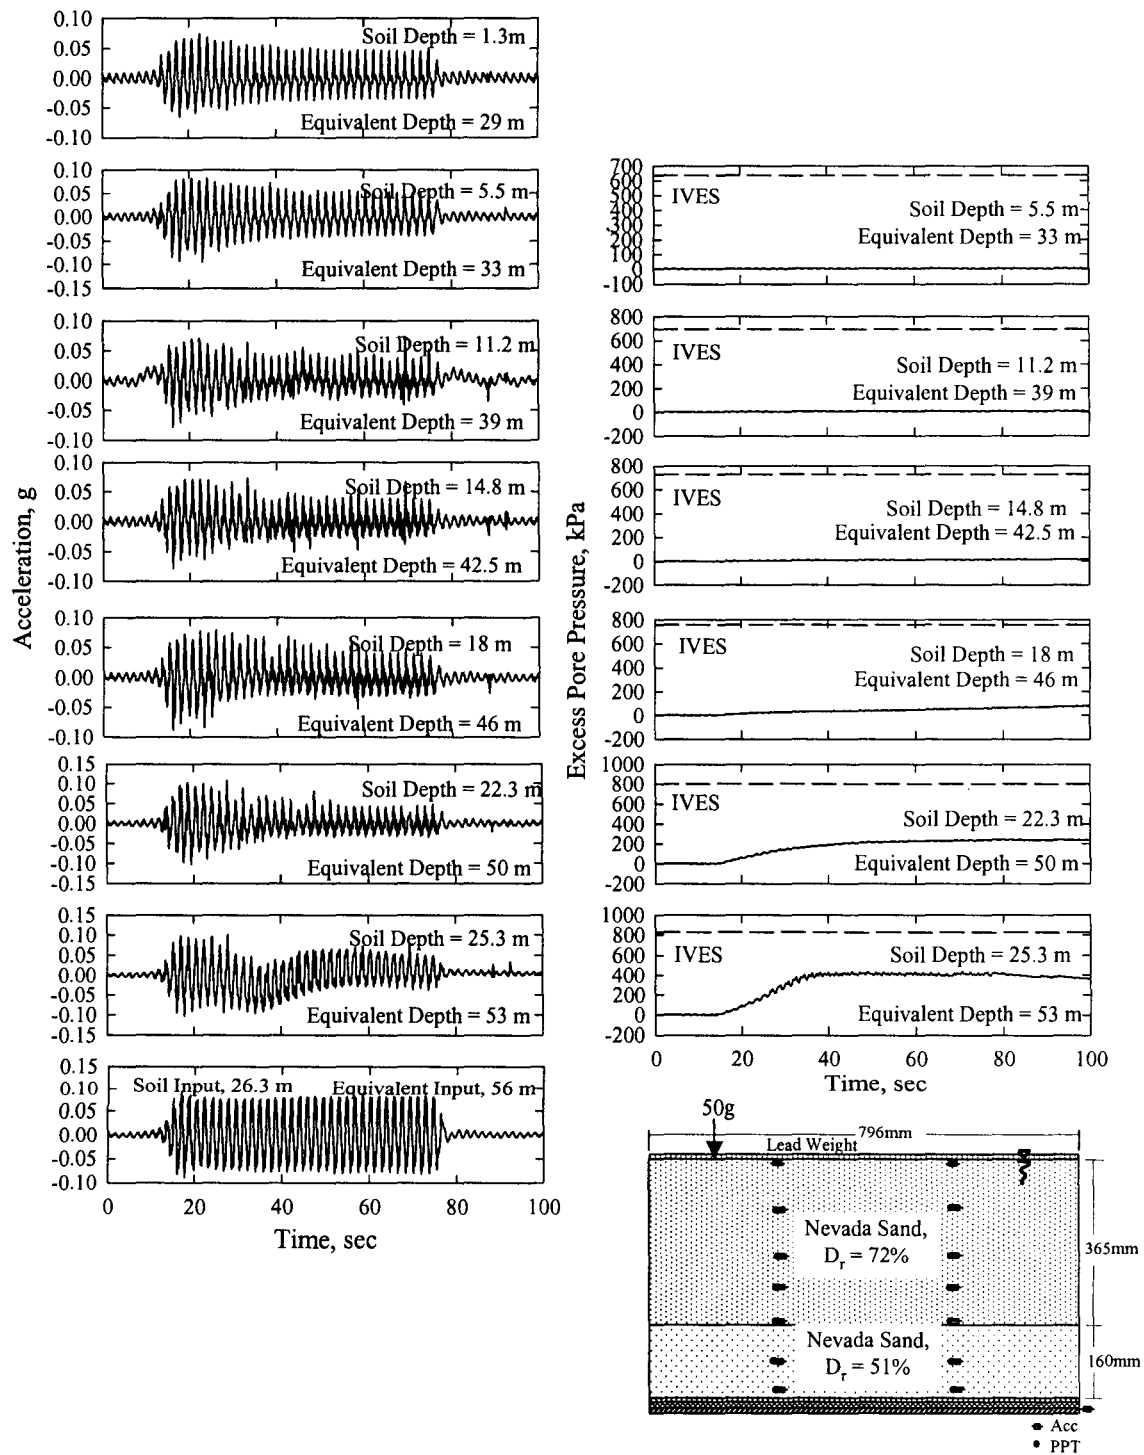 0.10
0.05
0.00
-0.05
-0.10
Soil Depth = 1.3m
Equivalent Depth = 29 m
0.10
0.05
0.00
-0.05
-0.10
-0.15
Soil Depth = 5.5 m
Equivalent Depth = 33 m
0.10
0.05
0.00
-0.05
-0.10
Soil Depth = 11.2 m
Equivalent Depth = 39 m
0.10
0.05
0.00
-0.05
-0.10
Soil Depth = 14.8 m
Equivalent Depth = 42.5 m
0.10
0.05
0.00
-0.05
-0.10
Soil Depth = 18 m
Equivalent Depth = 46 m
0.15
0.10
0.05
0.00
-0.05
-0.10
-0.15
Soil Depth = 22.3 m
Equivalent Depth = 50 m
0.15
0.10
0.05
0.00
-0.05
-0.10
-0.15
Soil Depth = 25.3 m
Equivalent Depth = 53 m
0.15
0.10
0.05
0.00
-0.05
-0.10
Soil Input, 26.3 m
Equivalent Input, 56 m
0 20 40 60 80 100
Time, sec
Acceleration, g
700
600
500
400
300
200
100
0
-100
IVES
Soil Depth = 5.5 m
Equivalent Depth = 33 m
800
600
400
200
0
-200
IVES
Soil Depth = 11.2 m
Equivalent Depth = 39 m
800
600
400
200
0
-200
IVES
Soil Depth = 14.8 m
Equivalent Depth = 42.5 m
800
600
400
200
0
-200
IVES
Soil Depth = 18 m
Equivalent Depth = 46 m
1000
800
600
400
200
0
-200
IVES
Soil Depth = 22.3 m
Equivalent Depth = 50 m
1000
800
600
400
200
0
-200
IVES
Soil Depth = 25.3 m
Equivalent Depth = 53 m
0 20 40 60 80 100
Time, sec
Excess Pore Pressure, kPa
50g
796mm
Lead Weight
Nevada Sand,
Dr = 72%
365mm
Nevada Sand,
Dr = 51%
160mm
Acc
PPT